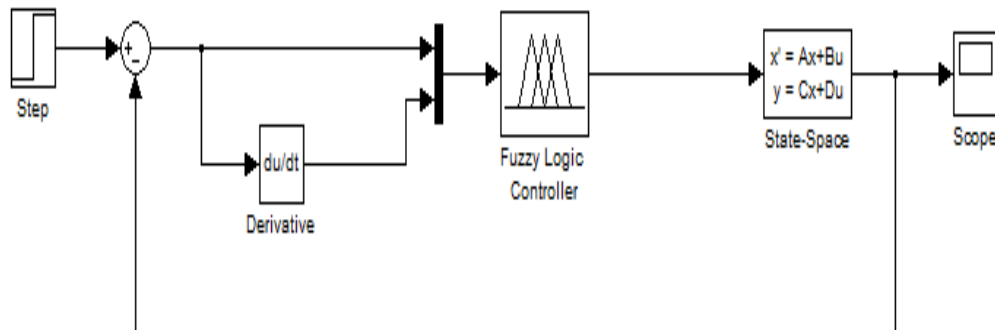 Step
du/dt
Derivative
Fuzzy Logic
Controller
x' = Ax+Bu
y = Cx+Du
State-Space
Scope